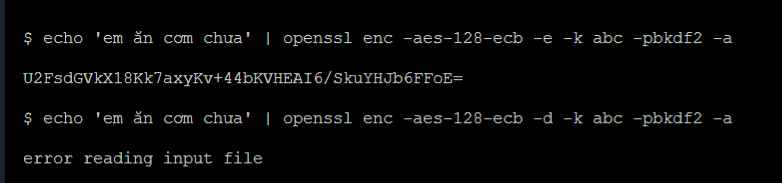 $ echo 'em ăn cơm chưa' | openssl enc -aes-128-ecb -e -k abc -pbkdf2 -a
U2FsdGVkX18Kk7axyKv+44bKVHEAI6/SkuYHJb6FFoE=
$ echo 'em ăn cơm chưa' | openssl enc -aes-128-ecb -d -k abc -pbkdf2 -a
error reading input file